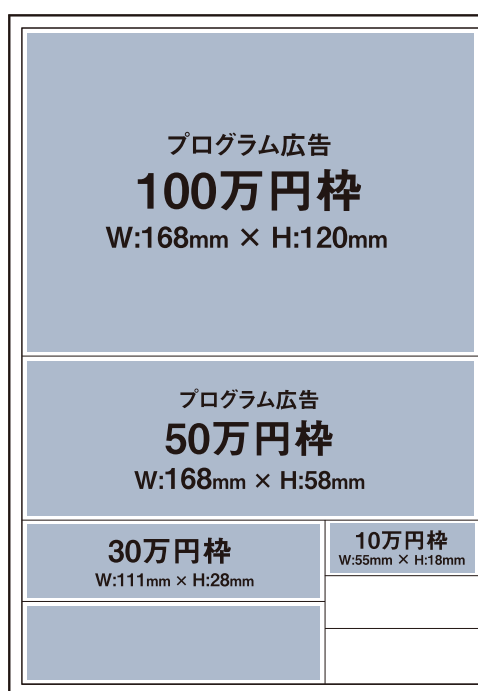 プログラム広告
100万円枠
W:168mm × H:120mm
プログラム広告
50万円枠
W:168mm × H:58mm
30万円枠
W:111mm × H:28mm
10万円枠
W:55mm × H:18mm